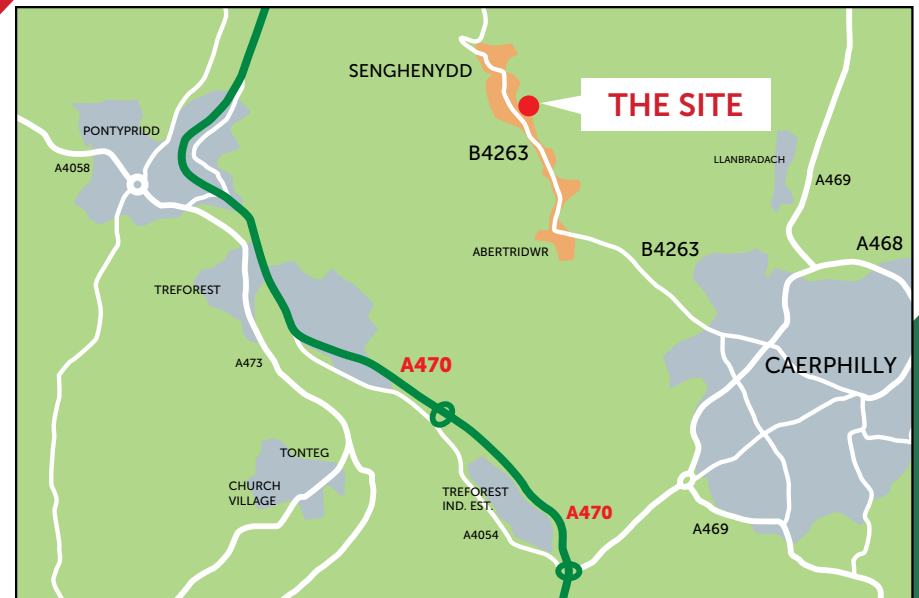 SENGHENYDD
THE SITE
PONTYPRIDD
B4263
LLANBRADACH
A4058
A469
ABERTRIDWR
B4263
A468
TREFOREST
A473
A470
CAERPHILLY
TONTEG
CHURCH
VILLAGE
TREFOREST
IND. EST.
A470
A4054
A469